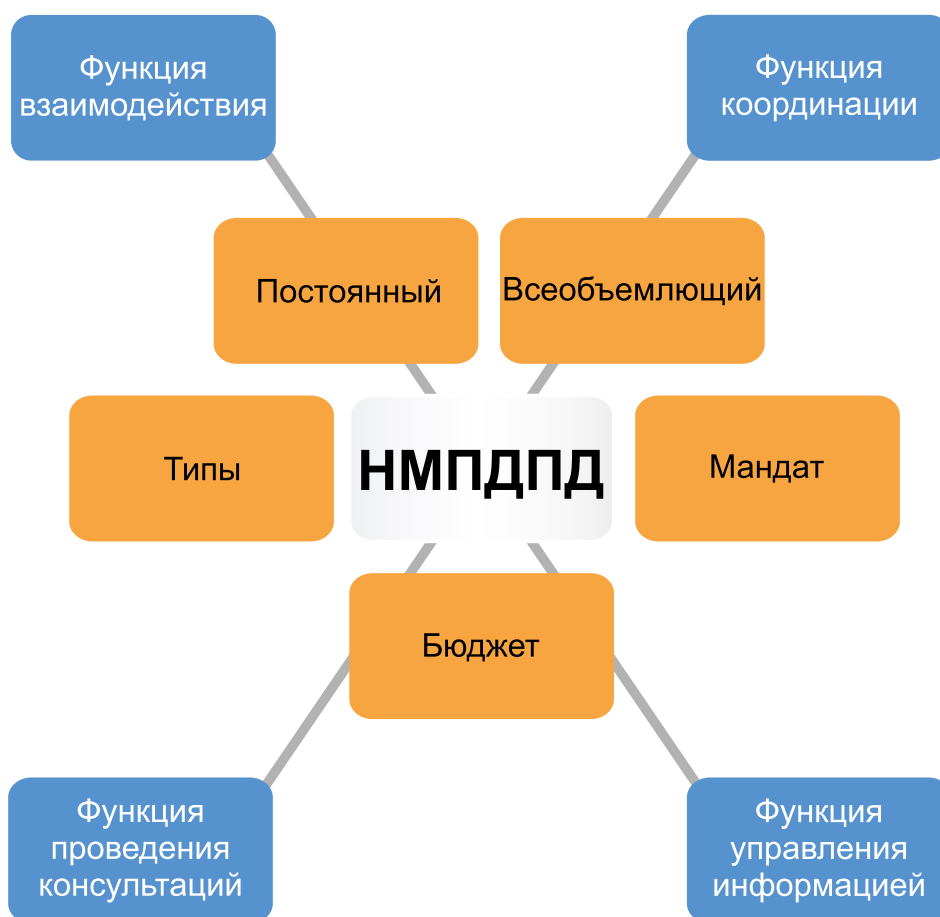 Функция
взаимодействия
Функция
координации
Постоянный
Всеобъемлющий
Типы
НМПДПД
Мандат
Бюджет
Функция
проведения
консультаций
Функция
управления
информацией